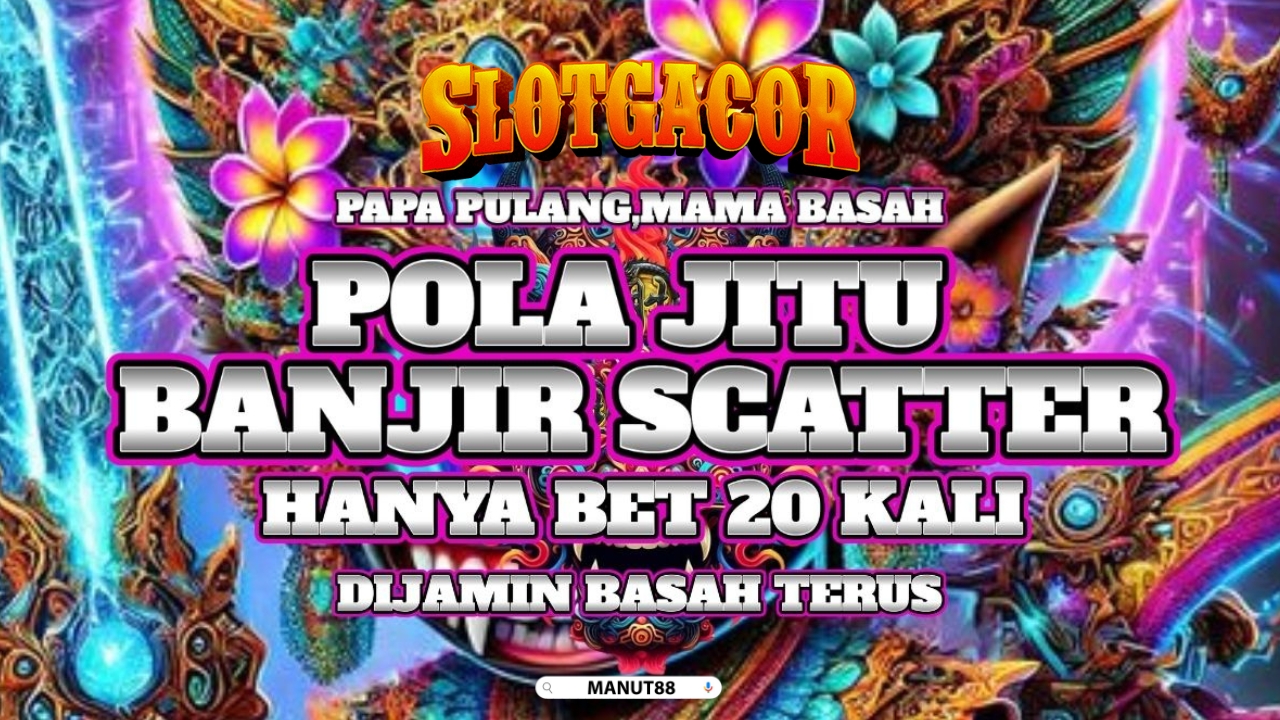 SLOTGACOR
PAPA PULANG,MAMA BASAH
POLA JITU
BANJIR SCATTER
HANYA BET 20 KALI
DIJAMIN BASAH TERUS
MANUT88